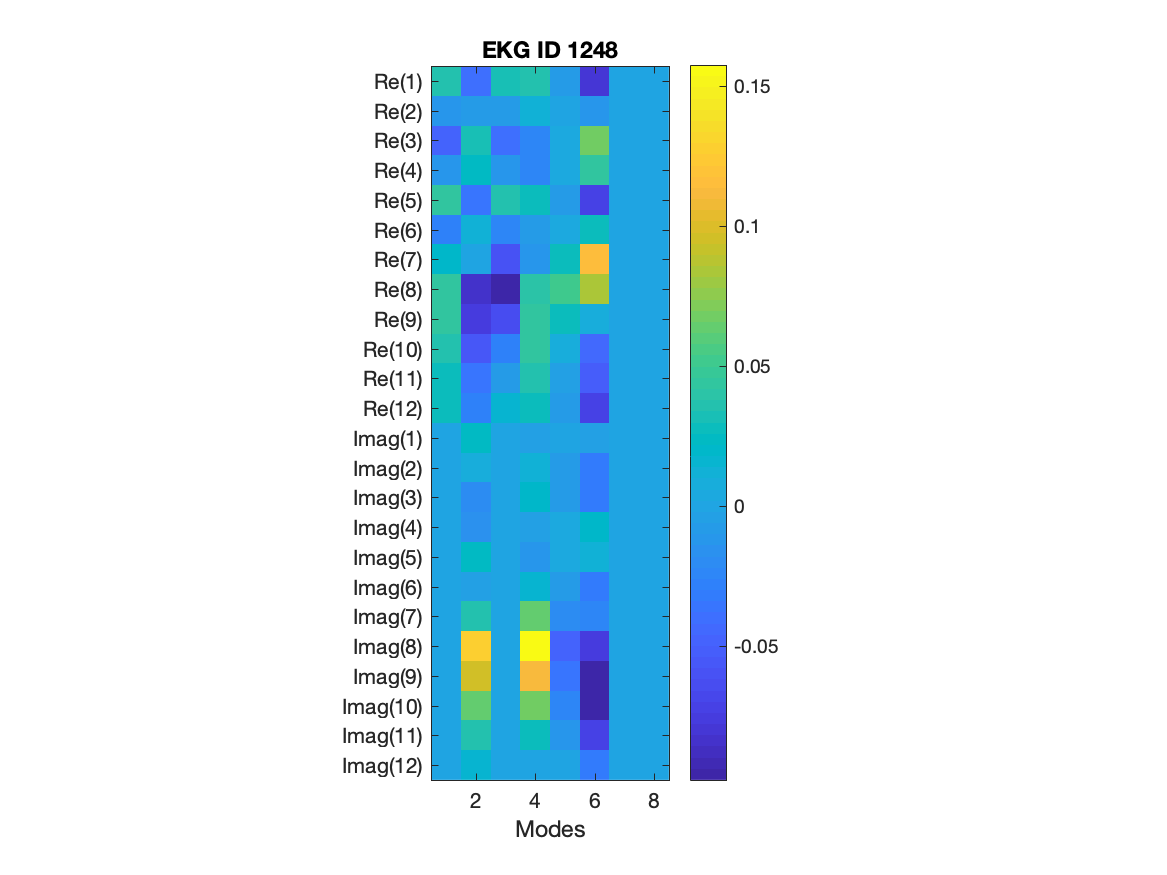 EKG ID 1248
Re(1)
Re(2)
Re(3)
Re(4)
Re(5)
Re(6)
Re(7)
Re(8)
Re(9)
Re(10)
Re(11)
Re(12)
Imag(1)
Imag(2)
Imag(3)
Imag(4)
Imag(5)
Imag(6)
Imag(7)
Imag(8)
Imag(9)
Imag(10)
Imag(11)
Imag(12)
2 4 6 8
Modes
0.15
0.1
0.05
0
-0.05